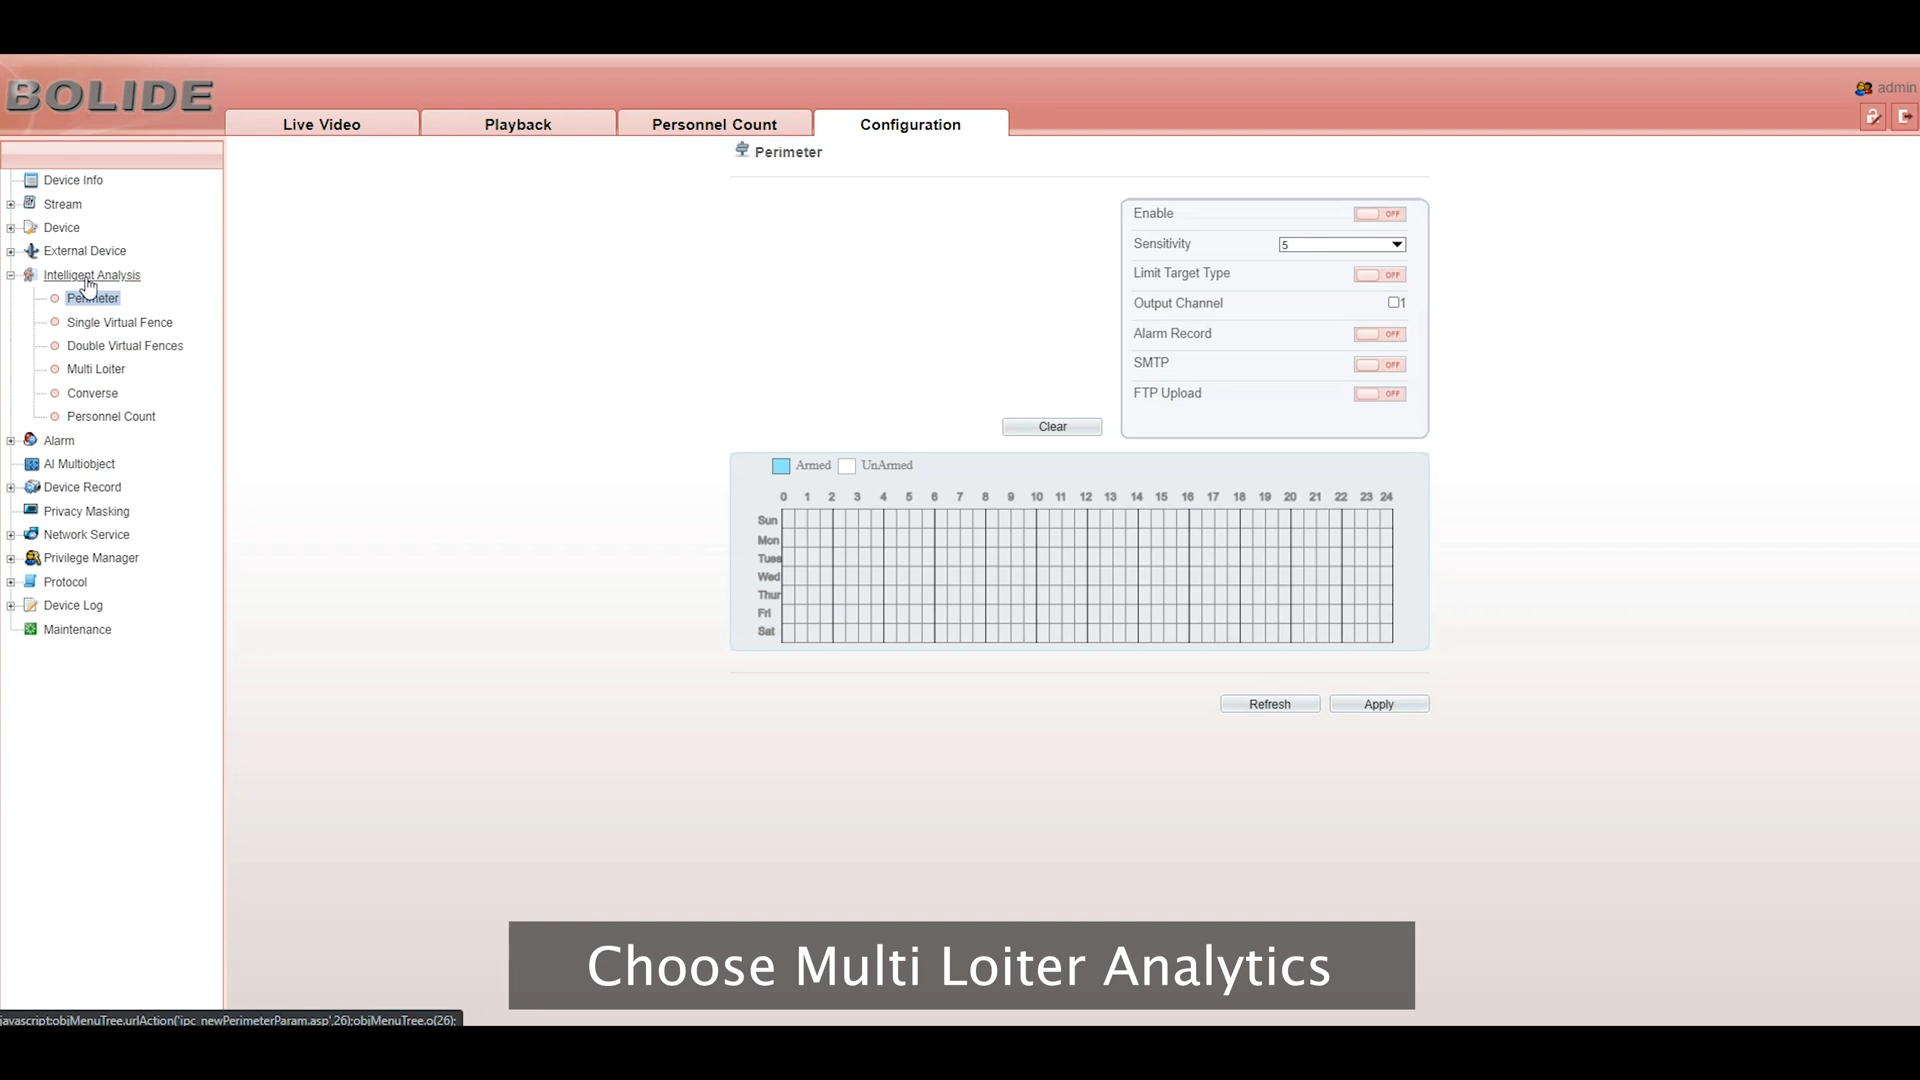 BOLIDE
admin
Live Video
Playback
Personnel Count
Configuration
Device Info
Stream
Device
External Device
Intelligent Analysis
Perimeter
Single Virtual Fence
Double Virtual Fences
Multi Loiter
Converse
Personnel Count
Alarm
AI Multiobject
Device Record
Privacy Masking
Network Service
Privilege Manager
Protocol
Device Log
Maintenance
Perimeter
Enable OFF
Sensitivity 5
Limit Target Type OFF
Output Channel 1
Alarm Record OFF
SMTP OFF
FTP Upload OFF
Clear
Armed UnArmed
0 1 2 3 4 5 6 7 8 9 10 11 12 13 14 15 16 17 18 19 20 21 22 23 24
Sun
Mon
Tues
Wed
Thur
Fri
Sat
Refresh Apply
Choose Multi Loiter Analytics
javascript:objMenuTree.urlAction('ipc_newPerimeterParam.asp',26);objMenuTree.o(26);